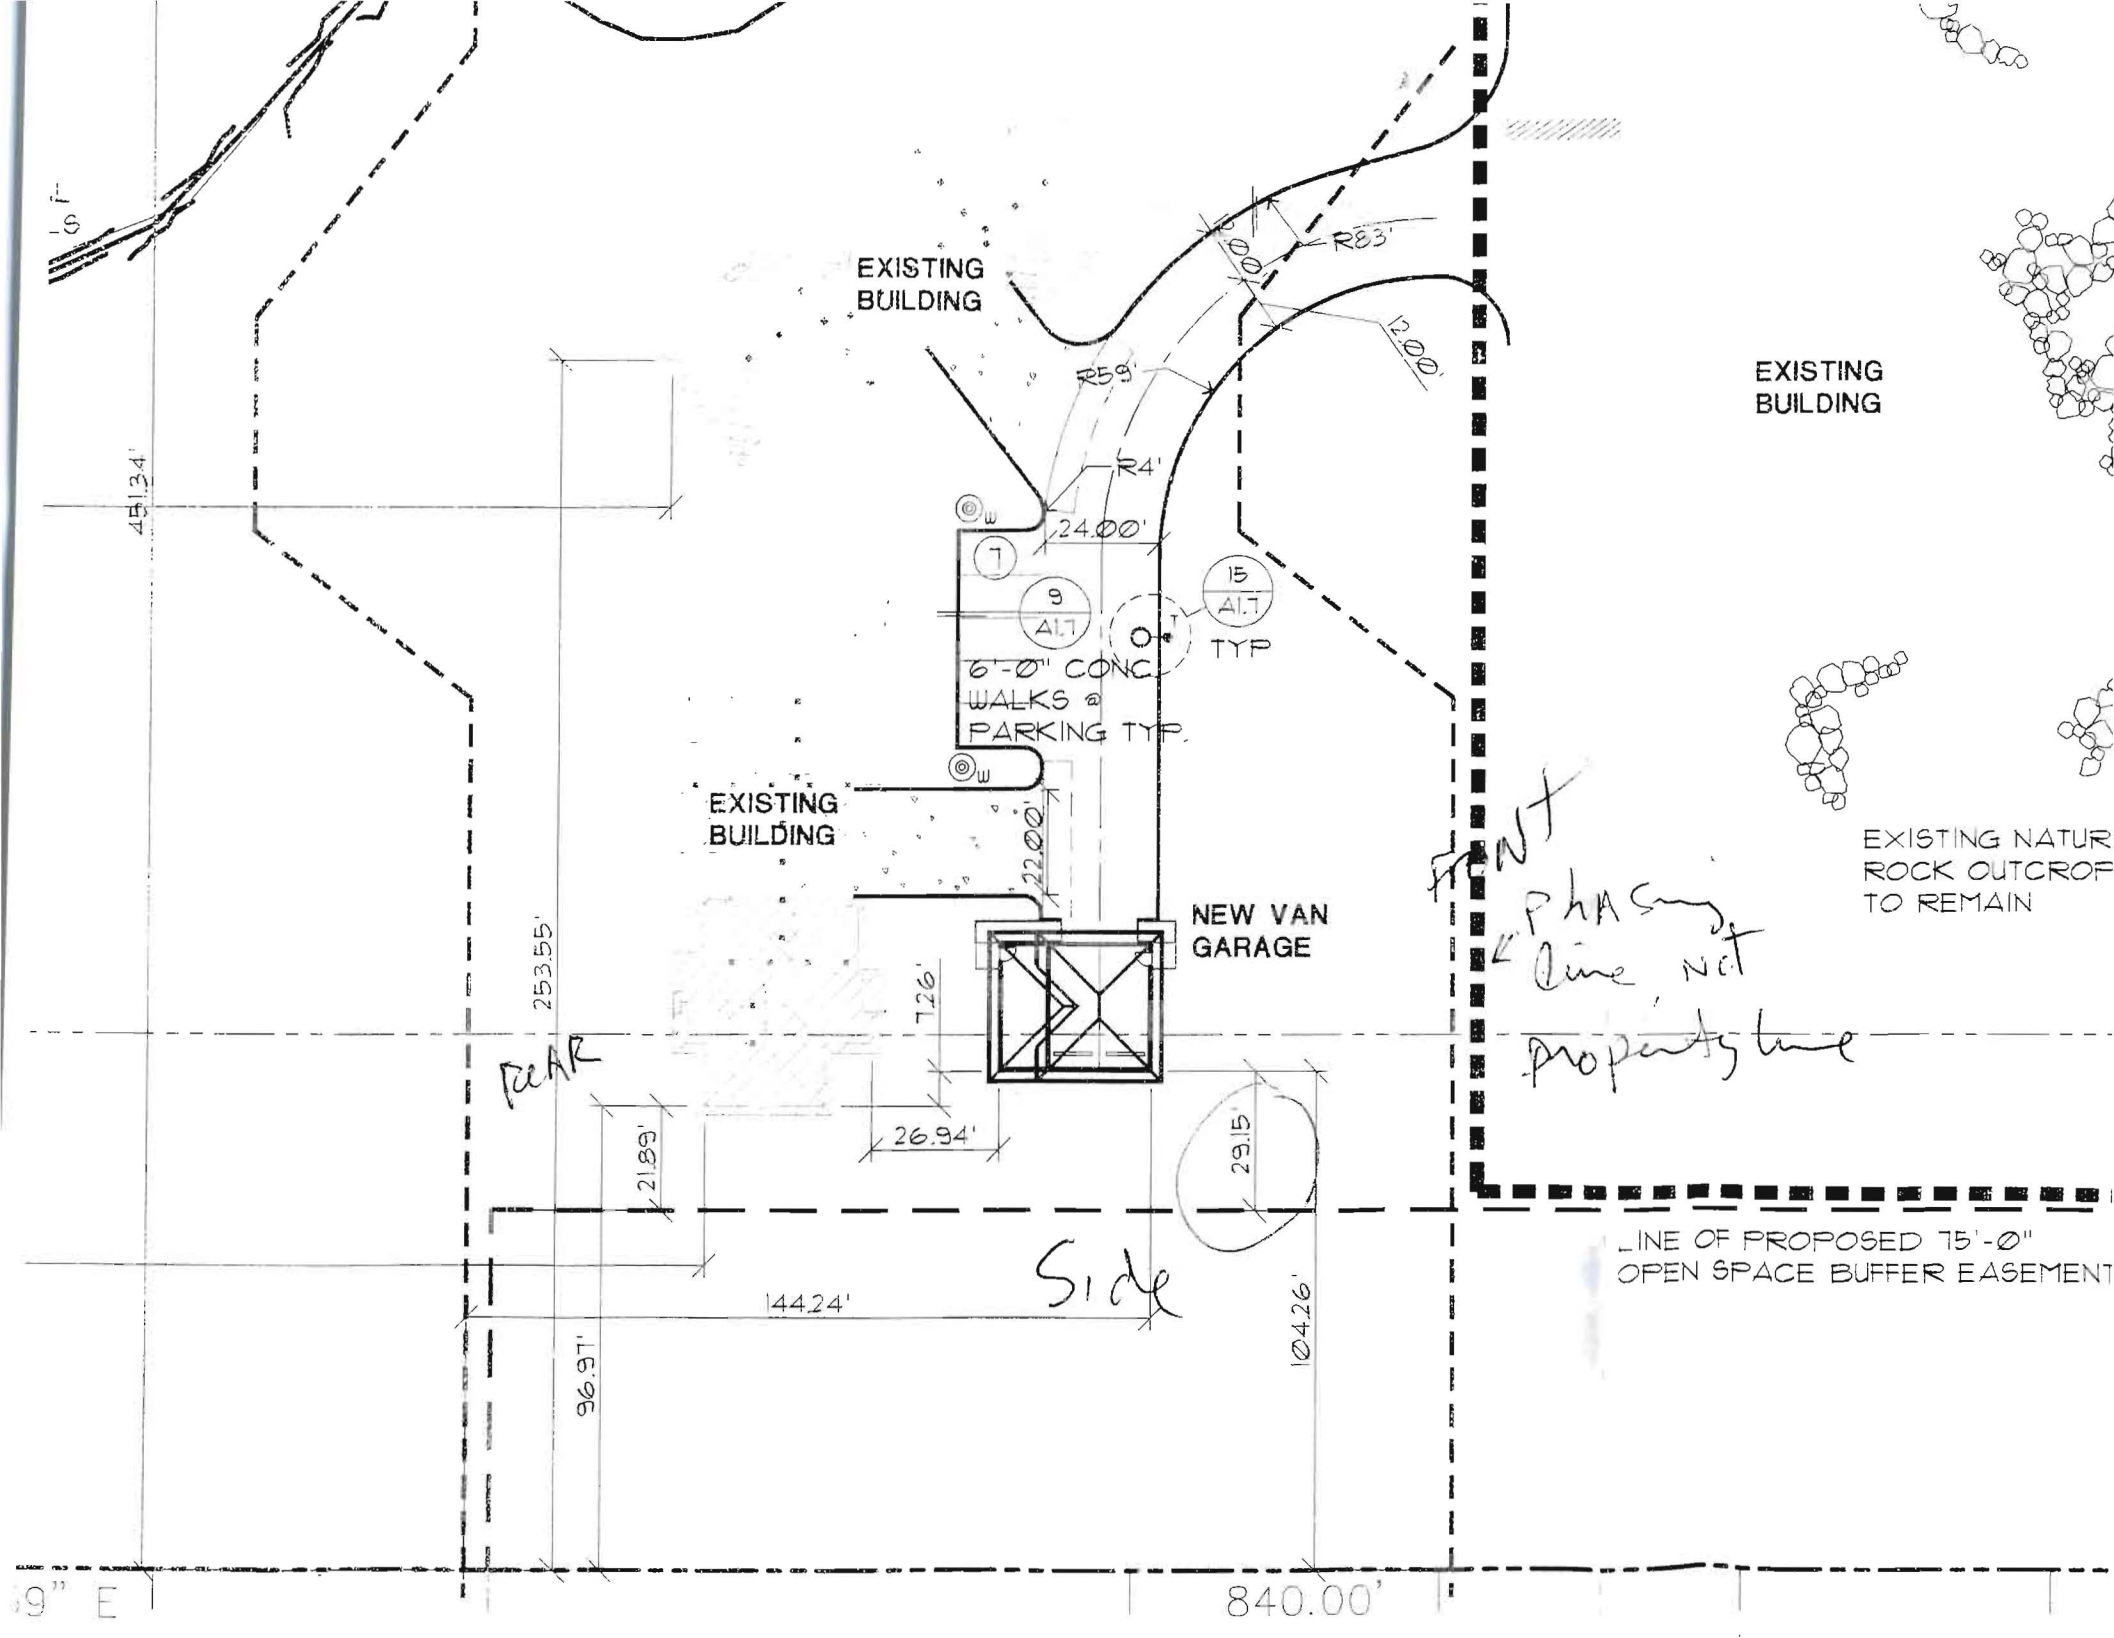 EXISTING
BUILDING
R83'
12.00'
R59'
EXISTING
BUILDING
R4'
451.34'
24.00'
7
9
A1.7
15
A1.7
TYP
6'-0" CONC.
WALKS @
PARKING TYP.
W
W
EXISTING
BUILDING
22.00'
EXISTING NATUR
ROCK OUTCROP
TO REMAIN
FRONT
Phasing
line Not
property line
NEW VAN
GARAGE
253.55'
7.26'
REAR
26.94'
29.15'
21.89'
LINE OF PROPOSED 75'-0"
OPEN SPACE BUFFER EASEMENT
Side
144.24'
104.26'
96.97'
9" E
840.00'